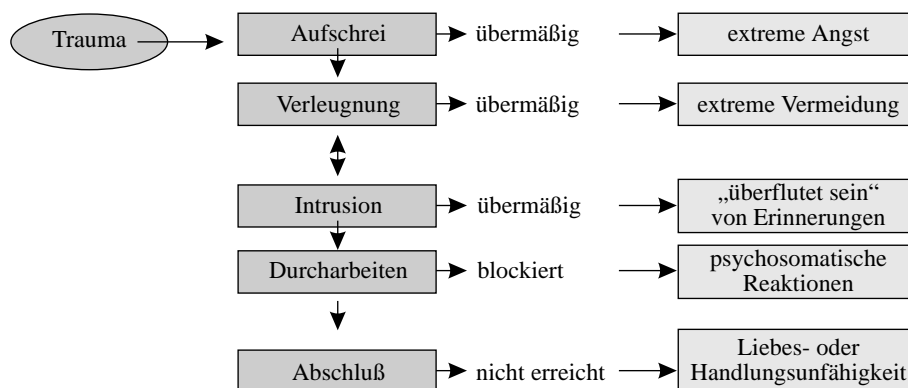 Trauma
Aufschrei
übermäßig
extreme Angst
Verleugnung
übermäßig
extreme Vermeidung
Intrusion
übermäßig
„überflutet sein“
von Erinnerungen
Durcharbeiten
blockiert
psychosomatische
Reaktionen
Abschluß
nicht erreicht
Liebes- oder
Handlungsunfähigkeit